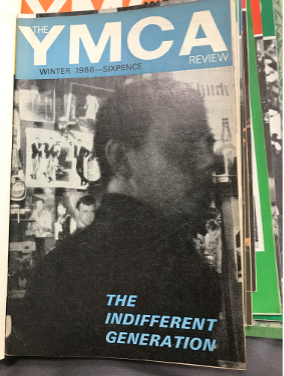 THE
YMCA
REVIEW
WINTER 1966—SIXPENCE
THE
INDIFFERENT
GENERATION